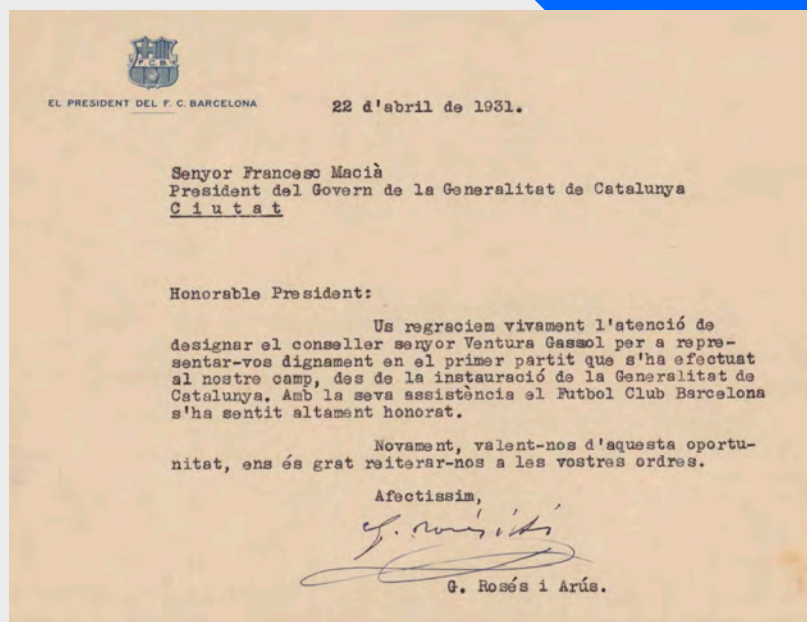 F.C.B.
EL PRESIDENT DEL F. C. BARCELONA
22 d'abril de 1931.
Senyor Francesc Macià
President del Govern de la Generalitat de Catalunya
C i u t a t
Honorable President:
Us regraciem vivament l'atenció de
designar el conseller senyor Ventura Gassol per a repre-
sentar-vos dignament en el primer partit que s'ha efectuat
al nostre camp, des de la instauració de la Generalitat de
Catalunya. Amb la seva assistència el Futbol Club Barcelona
s'ha sentit altament honorat.
Novament, valent-nos d'aquesta oportu-
nitat, ens és grat reiterar-nos a les vostres ordres.
Afectissim,
G. Rosés i Arús.